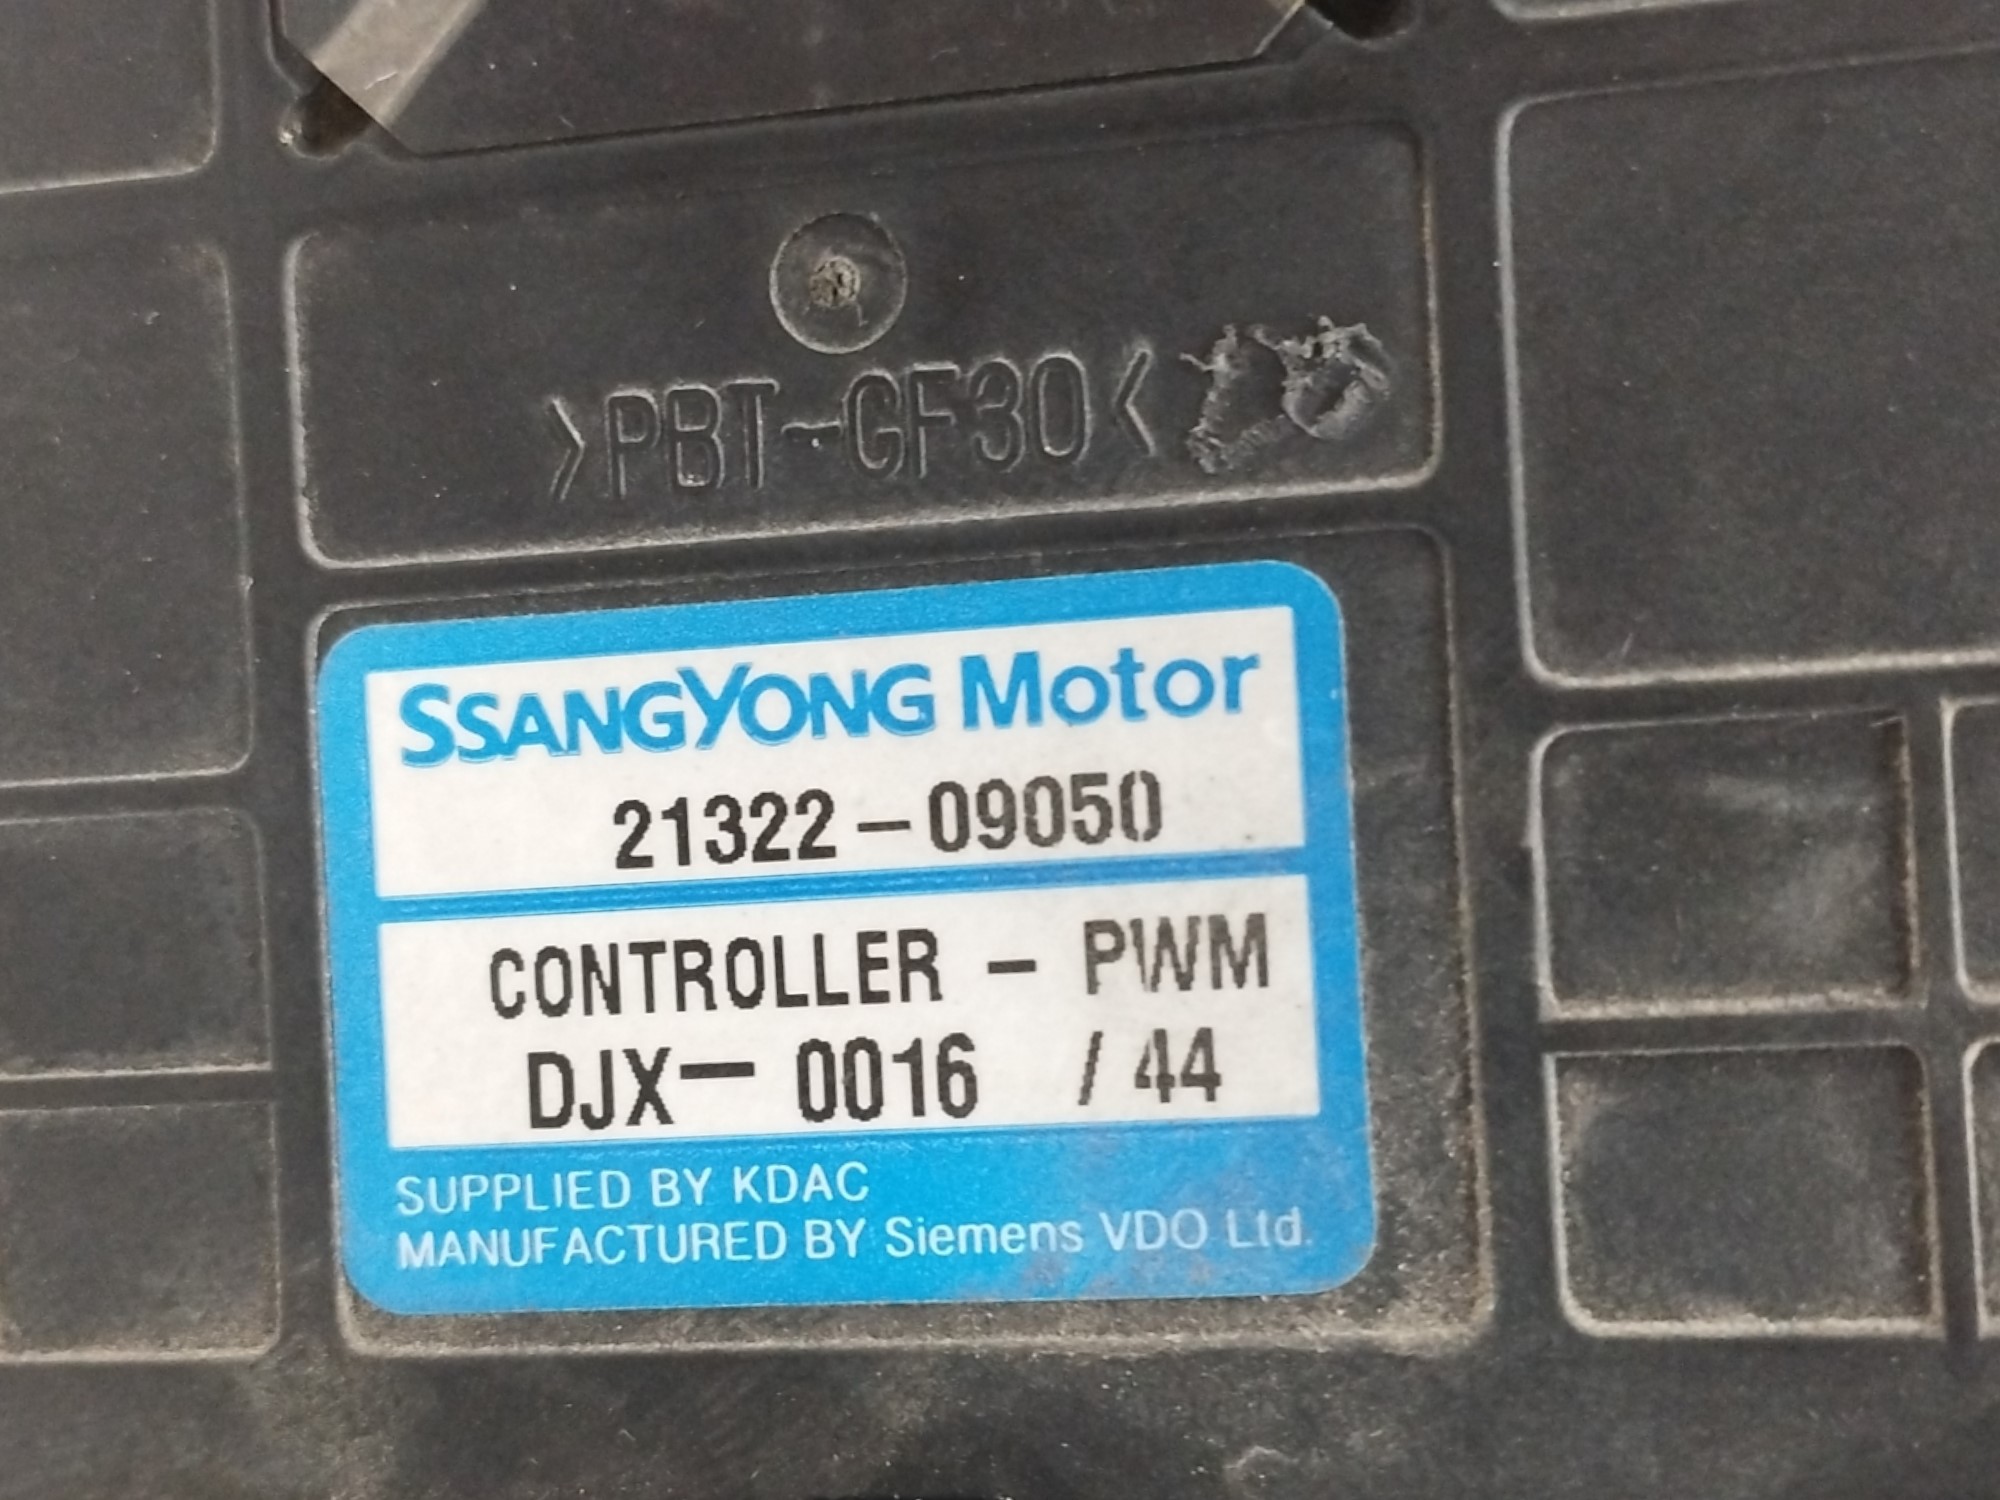 >PBT-GF30<
SSANGYONG Motor
21322-09050
CONTROLLER - PWM
DJX- 0016 / 44
SUPPLIED BY KDAC
MANUFACTURED BY Siemens VDO Ltd.